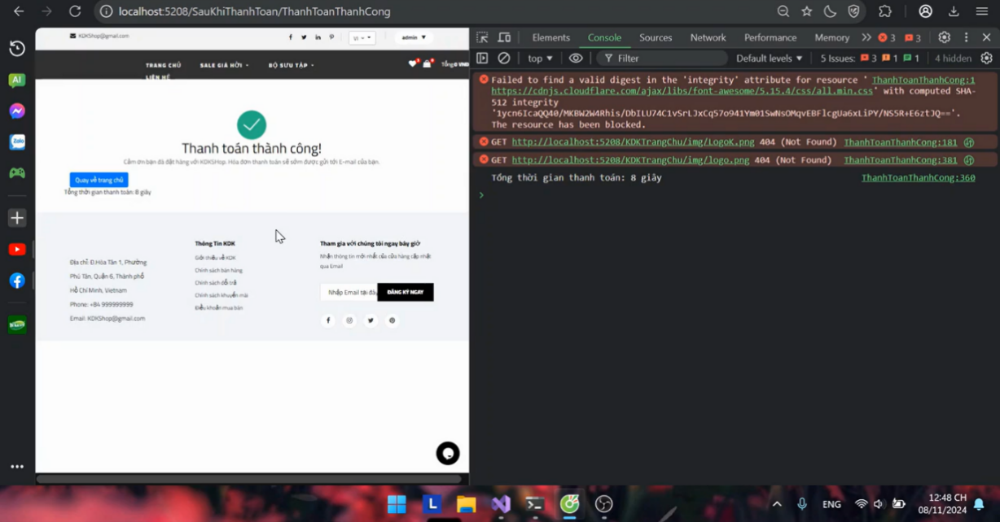 localhost:5208/SauKhiThanhToan/ThanhToanThanhCong
KDKShop@gmail.com
VI
admin
TRANG CHỦ
SALE GIÁ HỜI
BỘ SƯU TẬP
LIÊN HỆ
Thanh toán thành công!
Cảm ơn bạn đã đặt hàng với KDKSHop. Hóa đơn thanh toán sẽ sớm được gửi tới E-mail của bạn.
Quay về trang chủ
Tổng thời gian thanh toán: 8 giây
Địa chỉ: Đ.Hòa Tân 1, Phường
Phú Tân, Quận 6, Thành phố
Hồ Chí Minh, Vietnam
Phone: +84 999999999
Email: KDKShop@gmail.com
Thông Tin KDK
Giới thiệu về KDK
Chính sách bán hàng
Chính sách đổi trả
Chính sách khuyến mãi
Điều khoản mua bán
Tham gia với chúng tôi ngay bây giờ
Nhận thông tin mới nhất của cửa hàng cập nhật
qua Email
Nhập Email tại đây
ĐĂNG KÝ NGAY
Elements
Console
Sources
Network
Performance
Memory
3
3
top
Filter
Default levels
5 Issues:
3
1
1
4 hidden
Failed to find a valid digest in the 'integrity' attribute for resource '
ThanhToanThanhCong:1
https://cdnjs.cloudflare.com/ajax/libs/font-awesome/5.15.4/css/all.min.css' with computed SHA-
512 integrity
'1ycn6IcaQQ40/MKBW2W4Rhis/DbILU74C1vSrLJxCq57o941Ym01SwNsOMqvEBFlcgUa6xLiPY/NS5R+E6ztJQ=='.
The resource has been blocked.
GET http://localhost:5208/KDKTrangChu/img/LogoK.png 404 (Not Found)
ThanhToanThanhCong:181
GET http://localhost:5208/KDKTrangChu/img/logo.png 404 (Not Found)
ThanhToanThanhCong:381
Tổng thời gian thanh toán: 8 giây
ThanhToanThanhCong:360
AI
Zalo
L
ENG
12:48 CH
08/11/2024